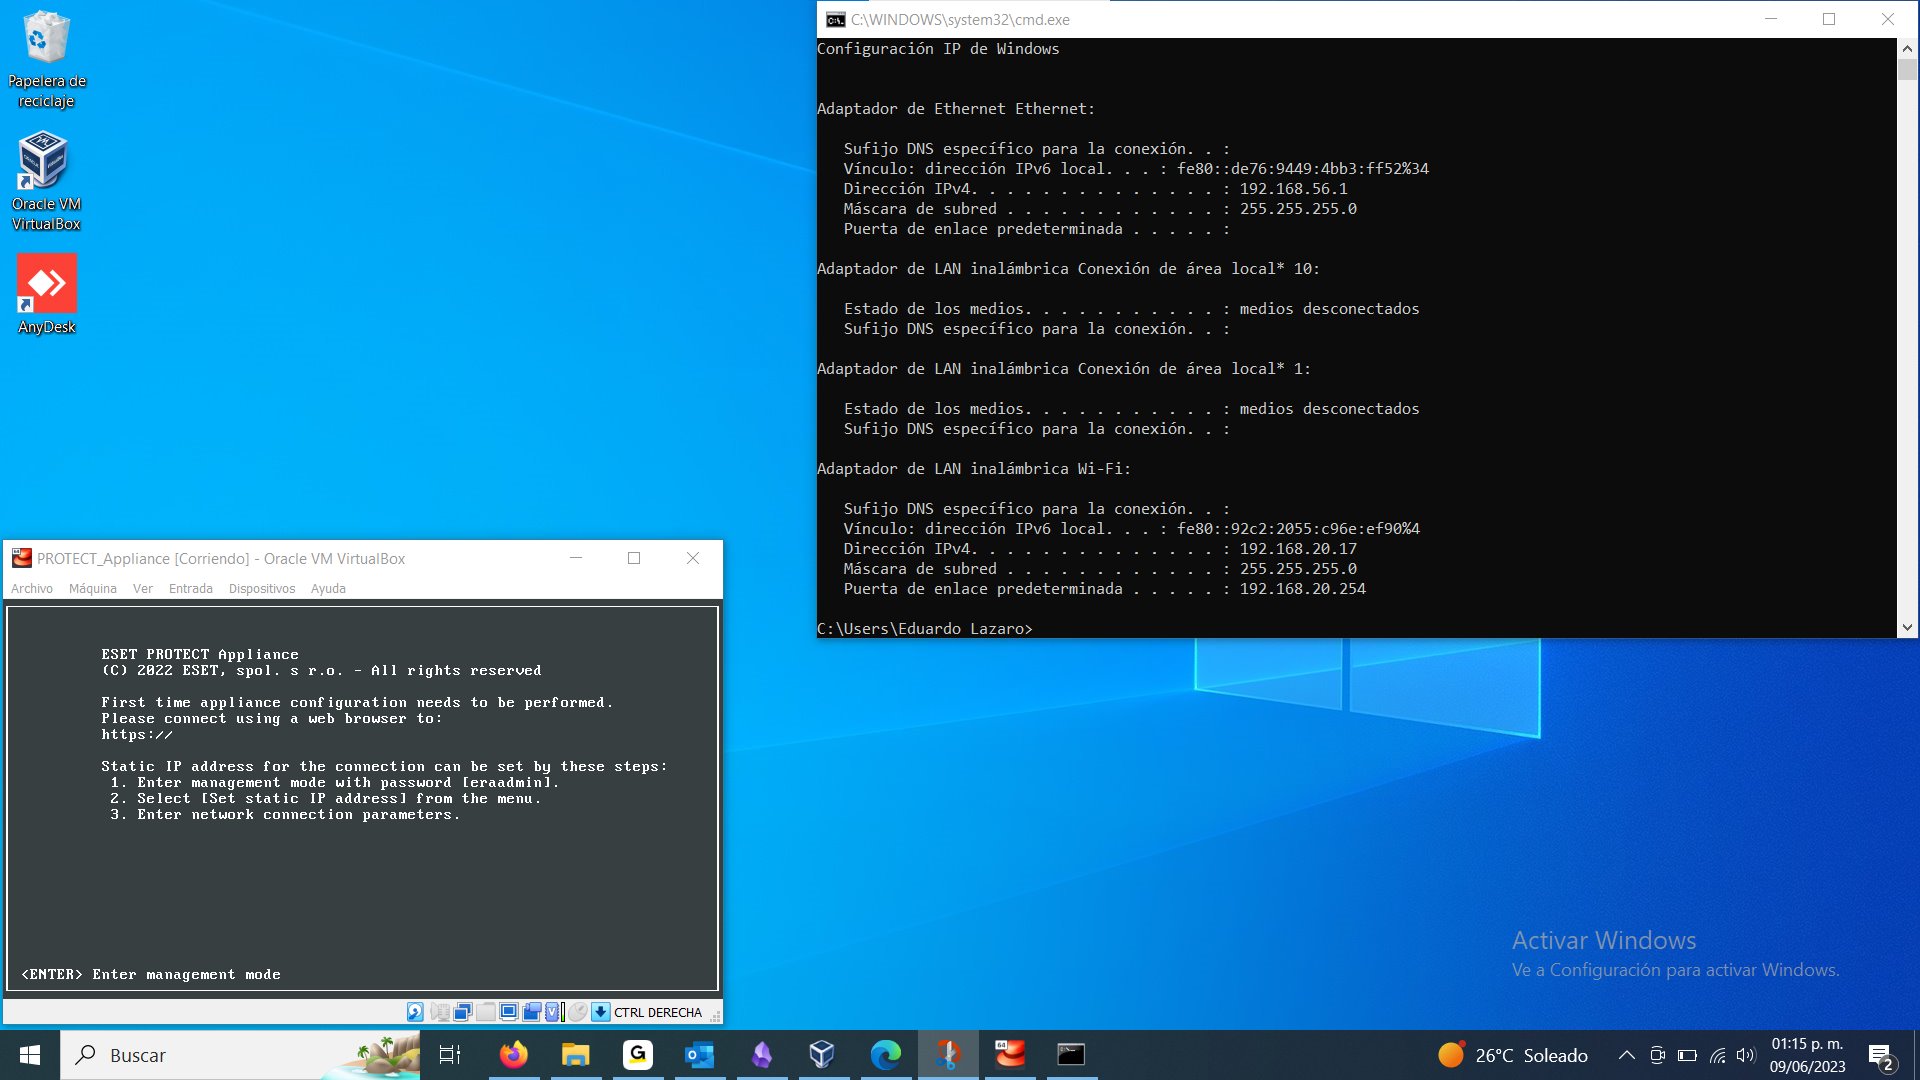 Papelera de
reciclaje
Oracle VM
VirtualBox
AnyDesk
C:\WINDOWS\system32\cmd.exe
Configuración IP de Windows
Adaptador de Ethernet Ethernet:
Sufijo DNS específico para la conexión. . :
Vínculo: dirección IPv6 local. . . : fe80::de76:9449:4bb3:ff52%34
Dirección IPv4. . . . . . . . . . . . . . : 192.168.56.1
Máscara de subred . . . . . . . . . . . . : 255.255.255.0
Puerta de enlace predeterminada . . . . . :
Adaptador de LAN inalámbrica Conexión de área local* 10:
Estado de los medios. . . . . . . . . . . : medios desconectados
Sufijo DNS específico para la conexión. . :
Adaptador de LAN inalámbrica Conexión de área local* 1:
Estado de los medios. . . . . . . . . . . : medios desconectados
Sufijo DNS específico para la conexión. . :
Adaptador de LAN inalámbrica Wi-Fi:
Sufijo DNS específico para la conexión. . :
Vínculo: dirección IPv6 local. . . : fe80::92c2:2055:c96e:ef90%4
Dirección IPv4. . . . . . . . . . . . . . : 192.168.20.17
Máscara de subred . . . . . . . . . . . . : 255.255.255.0
Puerta de enlace predeterminada . . . . . : 192.168.20.254
C:\Users\Eduardo Lazaro>
PROTECT_Appliance [Corriendo] - Oracle VM VirtualBox
Archivo Máquina Ver Entrada Dispositivos Ayuda
ESET PROTECT Appliance
(C) 2022 ESET, spol. s r.o. - All rights reserved
First time appliance configuration needs to be performed.
Please connect using a web browser to:
https://
Static IP address for the connection can be set by these steps:
1. Enter management mode with password [eraadmin].
2. Select [Set static IP address] from the menu.
3. Enter network connection parameters.
<ENTER> Enter management mode
CTRL DERECHA
Activar Windows
Ve a Configuración para activar Windows.
Buscar
26°C Soleado
01:15 p. m.
09/06/2023
2